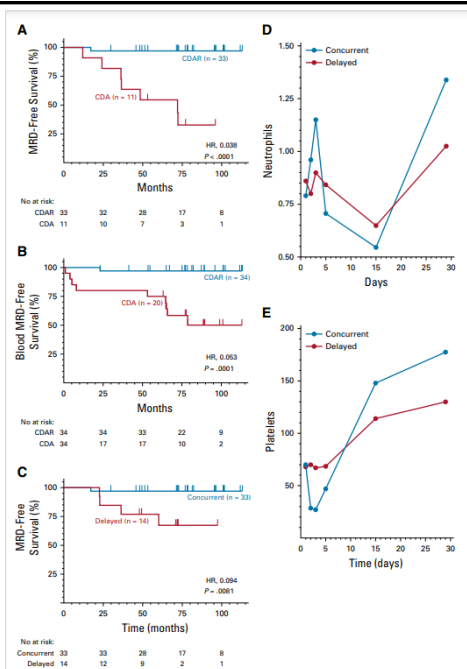 A
MRD-Free Survival (%)
100
75
50
25
CDAR (n = 33)
CDA (n = 11)
HR, 0.038
P < .0001
0 25 50 75 100
Months
No at risk:
CDAR 33 32 28 17 8
CDA 11 10 7 3 1
B
Blood MRD-Free
Survival (%)
100
75
50
25
CDAR (n = 34)
CDA (n = 20)
HR, 0.053
P = .0001
0 25 50 75 100
Months
No at risk:
CDAR 34 34 33 22 9
CDA 34 17 17 10 2
C
MRD-Free
Survival (%)
100
75
50
25
Concurrent (n = 33)
Delayed (n = 14)
HR, 0.094
P = .0081
0 25 50 75 100
Time (months)
No at risk:
Concurrent 33 33 28 17 8
Delayed 14 12 9 2 1
D
Neutrophils
1.50
1.25
1.00
0.75
0.50
Concurrent
Delayed
0 5 10 15 20 25 30
Days
E
Platelets
200
150
100
50
Concurrent
Delayed
0 5 10 15 20 25 30
Time (days)